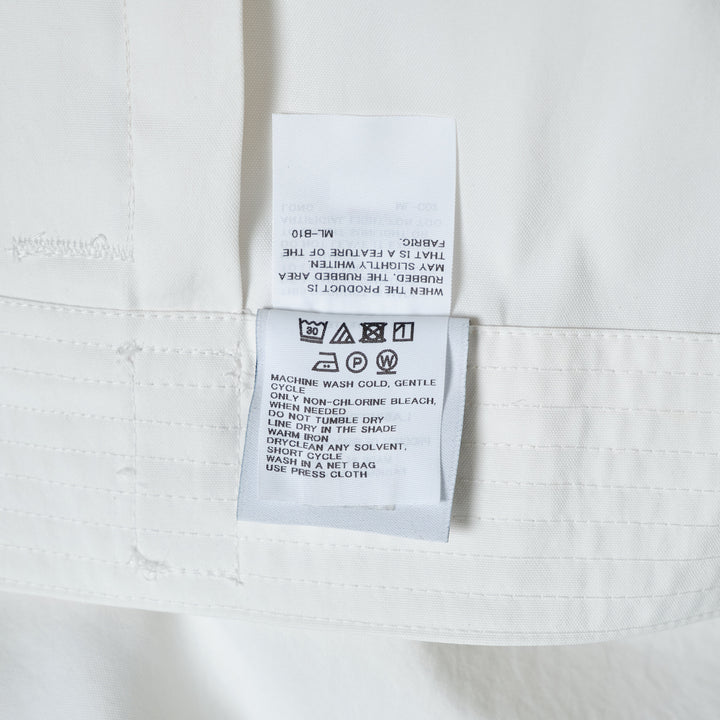 WHEN THE PRODUCT IS
RUBBED, THE RUBBED AREA
MAY SLIGHTLY WHITEN.
THAT IS A FEATURE OF THE
FABRIC.
ML-B10
30
P
W
MACHINE WASH COLD, GENTLE
CYCLE
ONLY NON-CHLORINE BLEACH,
WHEN NEEDED
DO NOT TUMBLE DRY
LINE DRY IN THE SHADE
WARM IRON
DRYCLEAN ANY SOLVENT,
SHORT CYCLE
WASH IN A NET BAG
USE PRESS CLOTH